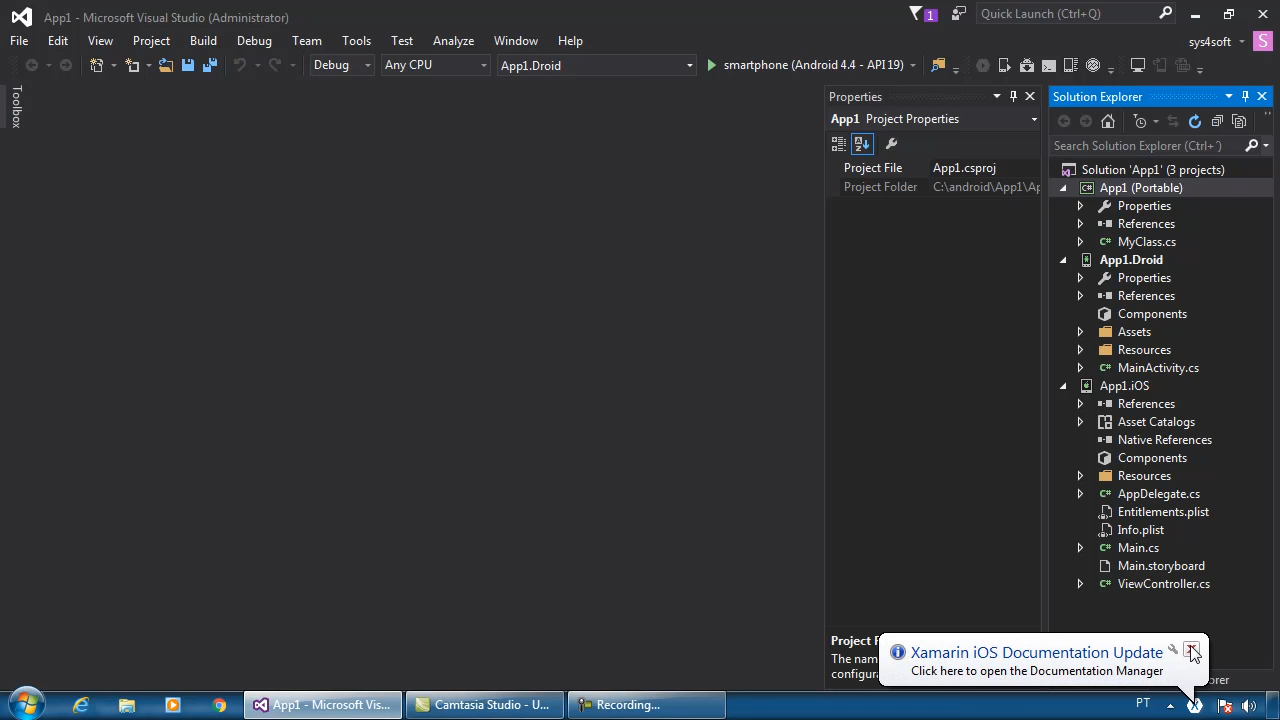 App1 - Microsoft Visual Studio (Administrator)
1
Quick Launch (Ctrl+Q)
File Edit View Project Build Debug Team Tools Test Analyze Window Help
sys4soft
S
Debug Any CPU App1.Droid smartphone (Android 4.4 - API 19)
Toolbox
Properties
App1 Project Properties
Project File App1.csproj
Project Folder C:\android\App1\Ap
Solution Explorer
Search Solution Explorer (Ctrl+´)
Solution 'App1' (3 projects)
App1 (Portable)
Properties
References
MyClass.cs
App1.Droid
Properties
References
Components
Assets
Resources
MainActivity.cs
App1.iOS
References
Asset Catalogs
Native References
Components
Resources
AppDelegate.cs
Entitlements.plist
Info.plist
Main.cs
Main.storyboard
ViewController.cs
Project F
The nam
configura
Xamarin iOS Documentation Update
Click here to open the Documentation Manager
orer
App1 - Microsoft Vis...
Camtasia Studio - U...
Recording...
PT